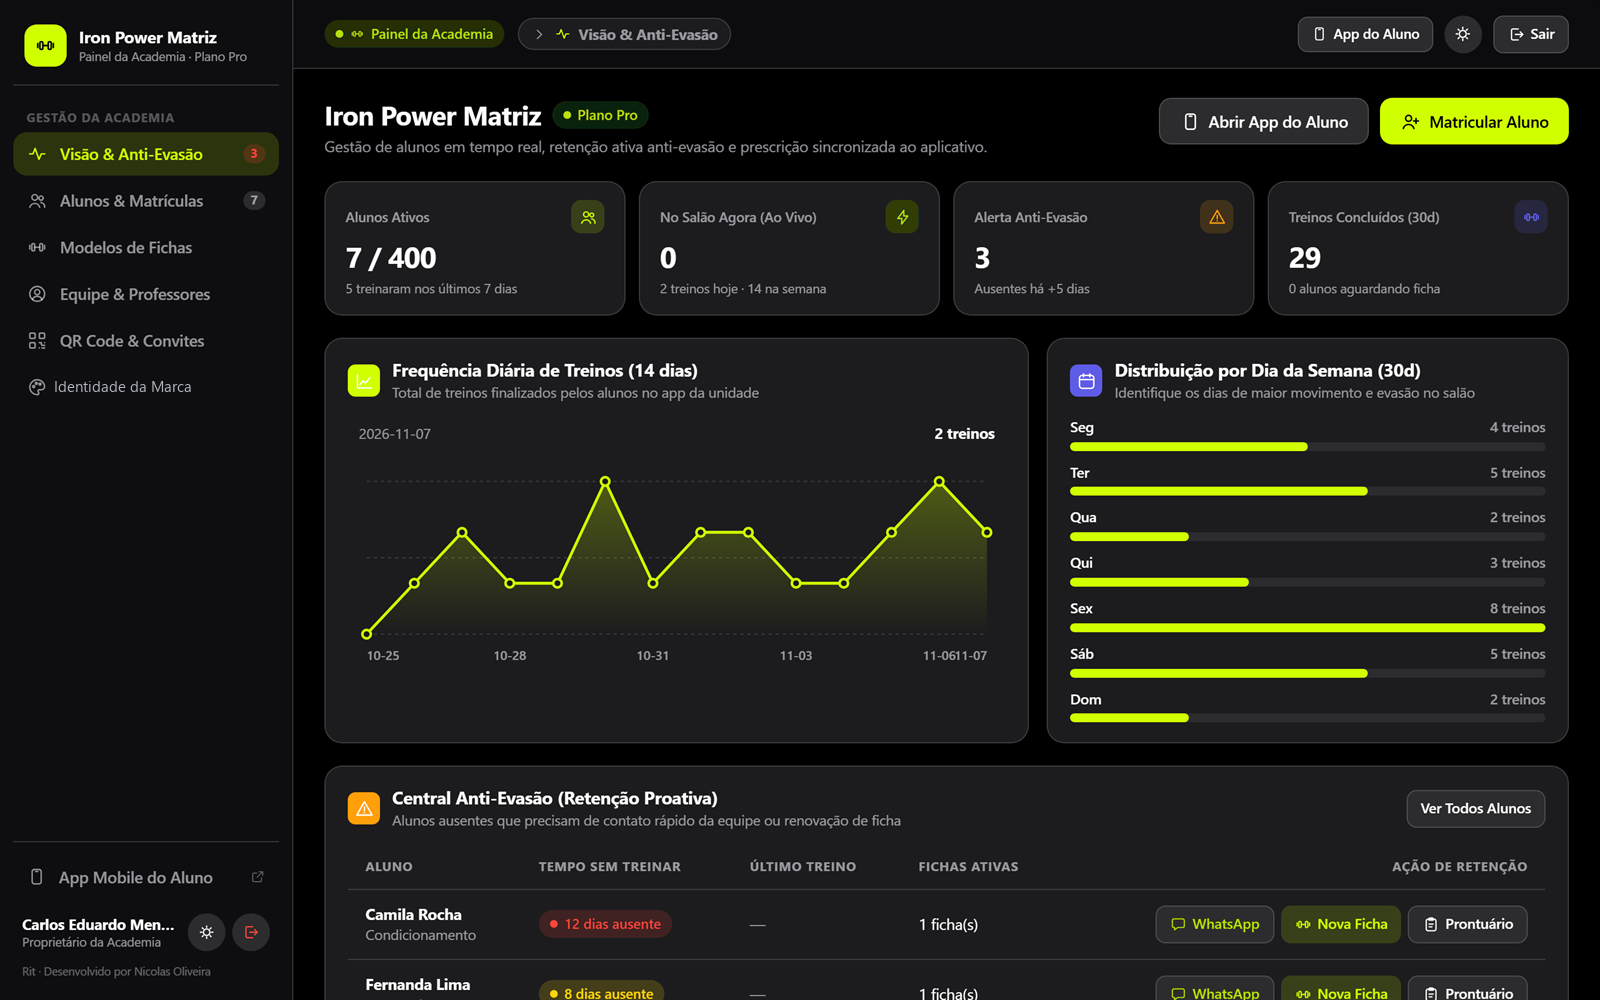 Iron Power Matriz
Painel da Academia · Plano Pro
GESTÃO DA ACADEMIA
Visão & Anti-Evasão 3
Alunos & Matrículas 7
Modelos de Fichas
Equipe & Professores
QR Code & Convites
Identidade da Marca
App Mobile do Aluno
Carlos Eduardo Men...
Proprietário da Academia
Rit · Desenvolvido por Nicolas Oliveira
Painel da Academia
Visão & Anti-Evasão
App do Aluno
Sair
Iron Power Matriz
Plano Pro
Gestão de alunos em tempo real, retenção ativa anti-evasão e prescrição sincronizada ao aplicativo.
Abrir App do Aluno
Matricular Aluno
Alunos Ativos
7 / 400
5 treinaram nos últimos 7 dias
No Salão Agora (Ao Vivo)
0
2 treinos hoje · 14 na semana
Alerta Anti-Evasão
3
Ausentes há +5 dias
Treinos Concluídos (30d)
29
0 alunos aguardando ficha
Frequência Diária de Treinos (14 dias)
Total de treinos finalizados pelos alunos no app da unidade
2026-11-07 2 treinos
10-25 10-28 10-31 11-03 11-06 11-07
Distribuição por Dia da Semana (30d)
Identifique os dias de maior movimento e evasão no salão
Seg 4 treinos
Ter 5 treinos
Qua 2 treinos
Qui 3 treinos
Sex 8 treinos
Sáb 5 treinos
Dom 2 treinos
Central Anti-Evasão (Retenção Proativa)
Alunos ausentes que precisam de contato rápido da equipe ou renovação de ficha
Ver Todos Alunos
ALUNO TEMPO SEM TREINAR ÚLTIMO TREINO FICHAS ATIVAS AÇÃO DE RETENÇÃO
Camila Rocha
Condicionamento
12 dias ausente — 1 ficha(s) WhatsApp Nova Ficha Prontuário
Fernanda Lima
8 dias ausente — 1 ficha(s) WhatsApp Nova Ficha Prontuário